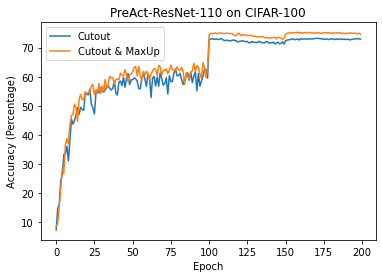 PreAct-ResNet-110 on CIFAR-100
Cutout
Cutout & MaxUp
Accuracy (Percentage)
70
60
50
40
30
20
10
0 25 50 75 100 125 150 175 200
Epoch